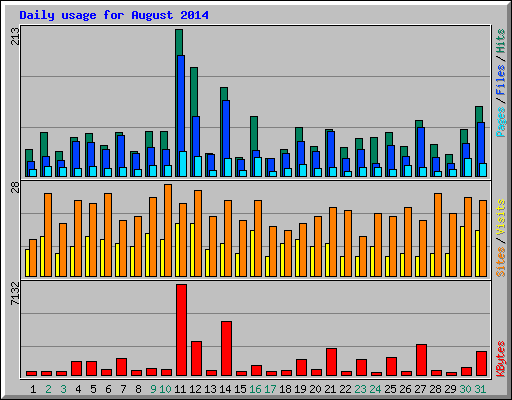 Daily usage for August 2014
213
Pages / Files / Hits
28
Sites / Visits
7132
KBytes
1 2 3 4 5 6 7 8 9 10 11 12 13 14 15 16 17 18 19 20 21 22 23 24 25 26 27 28 29 30 31